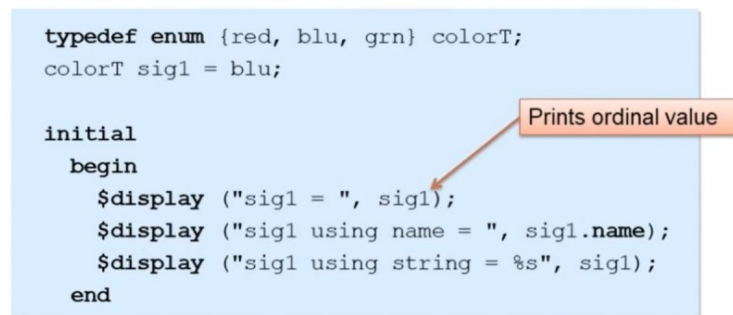 typedef enum {red, blu, grn} colorT;
colorT sig1 = blu;
Prints ordinal value
initial
begin
$display ("sig1 = ", sig1);
$display ("sig1 using name = ", sig1.name);
$display ("sig1 using string = %s", sig1);
end